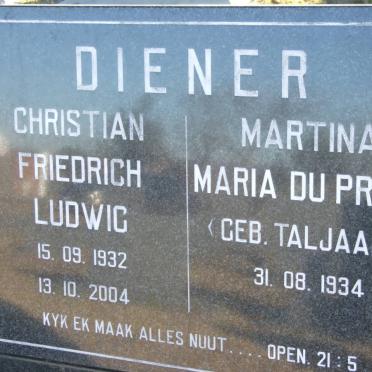 DIENER
CHRISTIAN
FRIEDRICH
LUDWIG
15. 09. 1932
13. 10. 2004
MARTINA
MARIA DU PR
(GEB. TALJAA
31. 08. 1934
KYK EK MAAK ALLES NUUT.... OPEN. 21:5